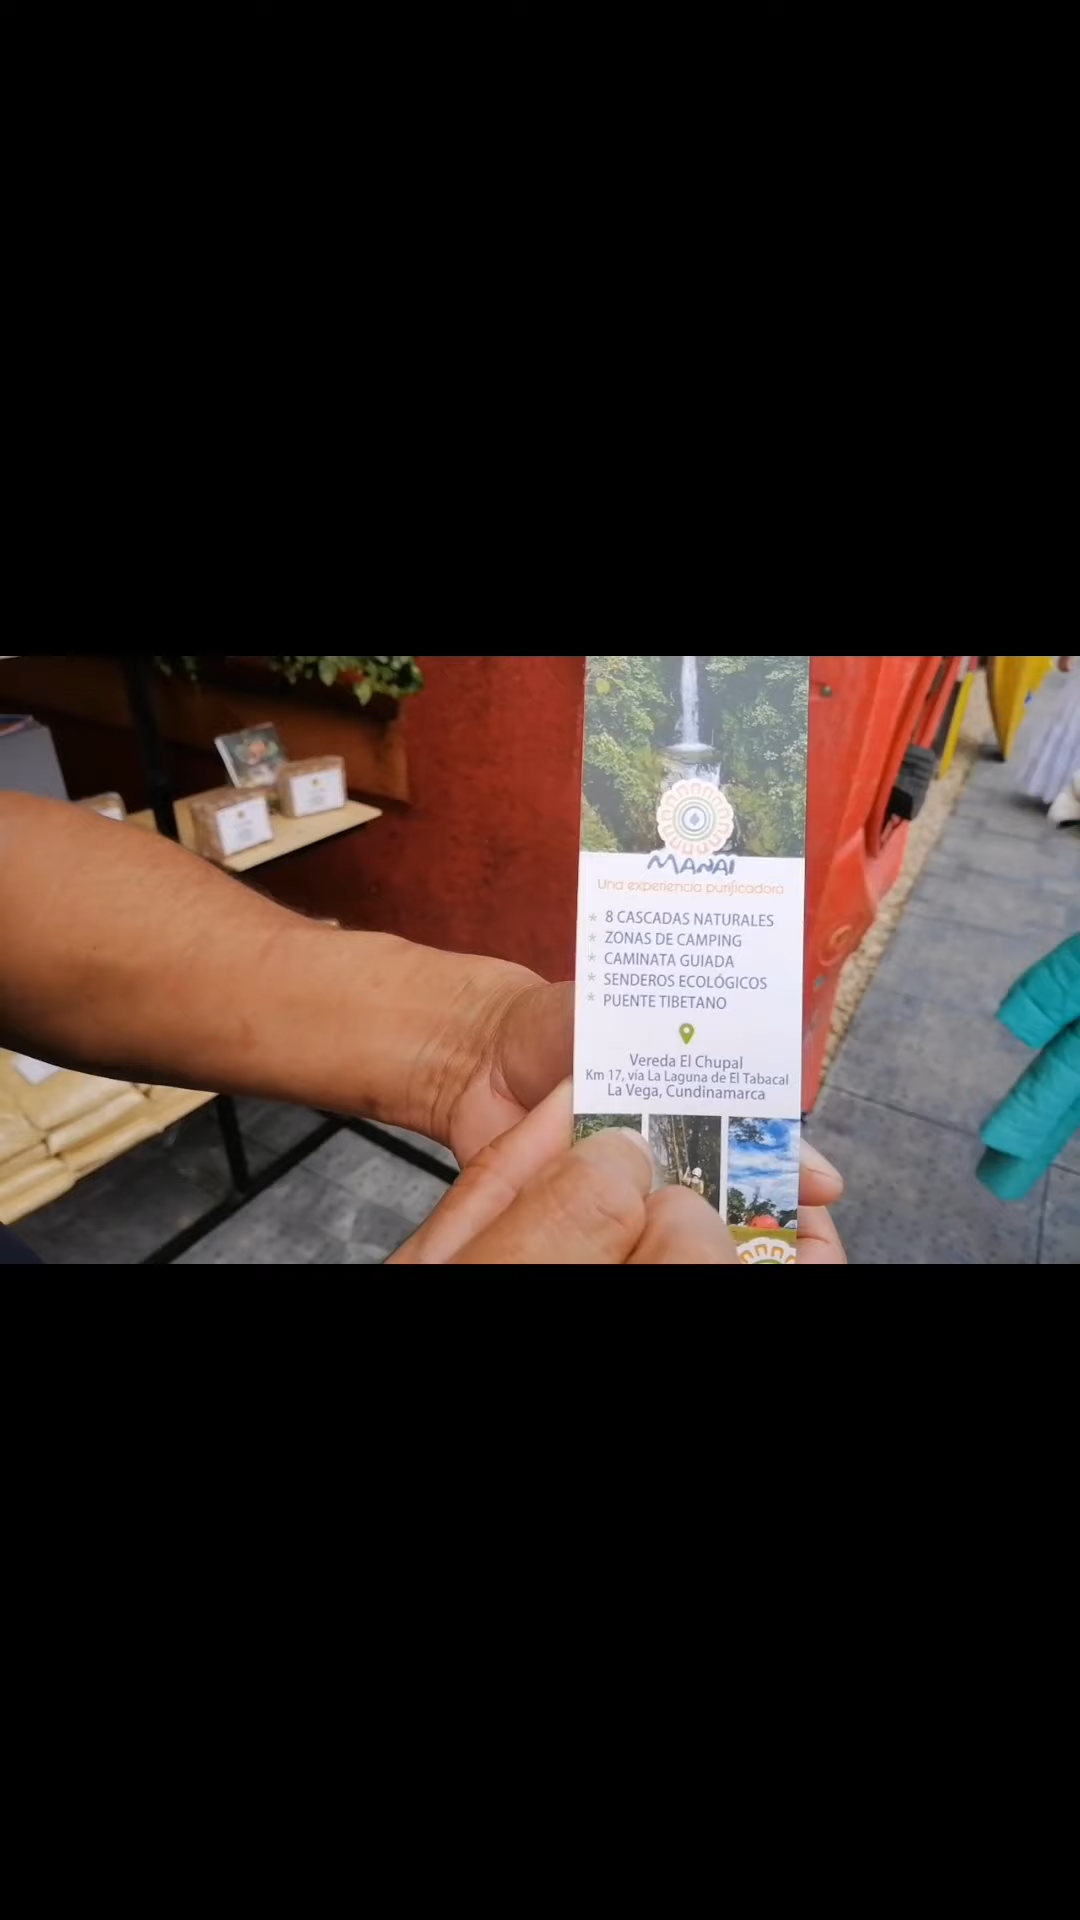 MANAI
Una experiencia purificadora
* 8 CASCADAS NATURALES
* ZONAS DE CAMPING
* CAMINATA GUIADA
* SENDEROS ECOLÓGICOS
* PUENTE TIBETANO
Vereda El Chupal
Km 17, vía La Laguna de El Tabacal
La Vega, Cundinamarca